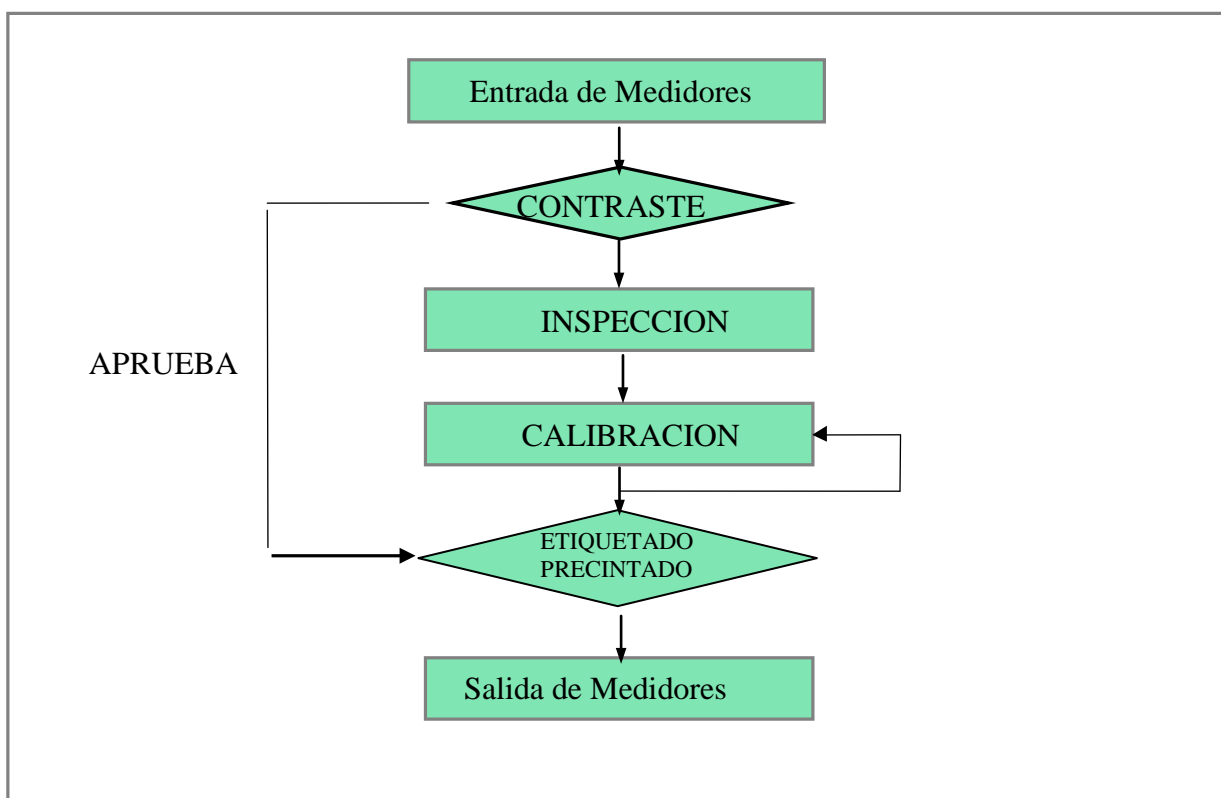 Entrada de Medidores
CONTRASTE
INSPECCION
APRUEBA
CALIBRACION
ETIQUETADO
PRECINTADO
Salida de Medidores